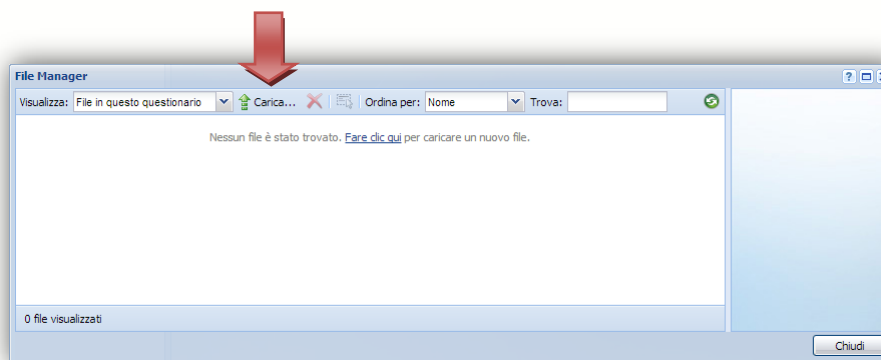 File Manager
Visualizza: File in questo questionario Carica... Ordina per: Nome Trova:
Nessun file è stato trovato. Fare clic qui per caricare un nuovo file.
0 file visualizzati
Chiudi